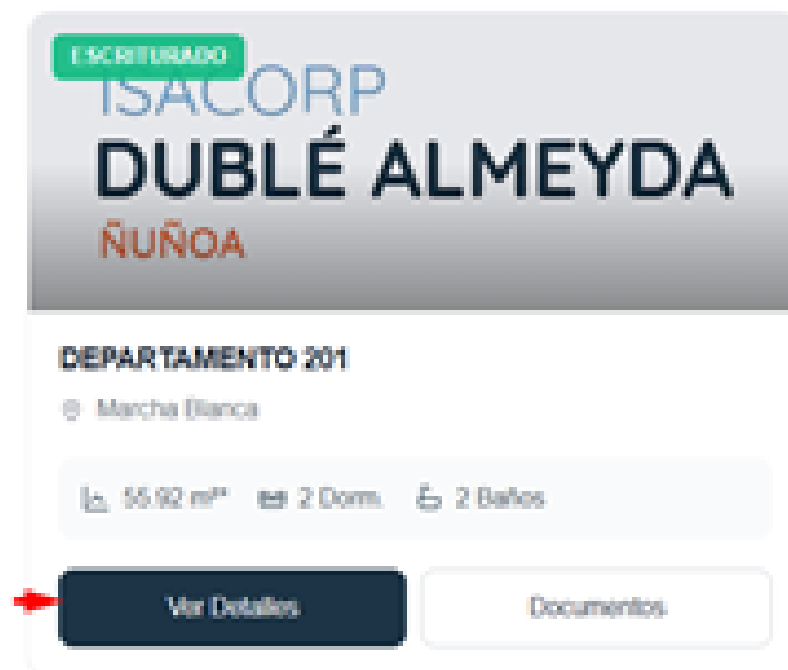 ESCRITURADO
ISACORP
DUBLÉ ALMEYDA
ÑUÑOA
DEPARTAMENTO 201
Marcha Blanca
55.92 m² 2 Dorm. 2 Baños
Ver Detalles Documentos